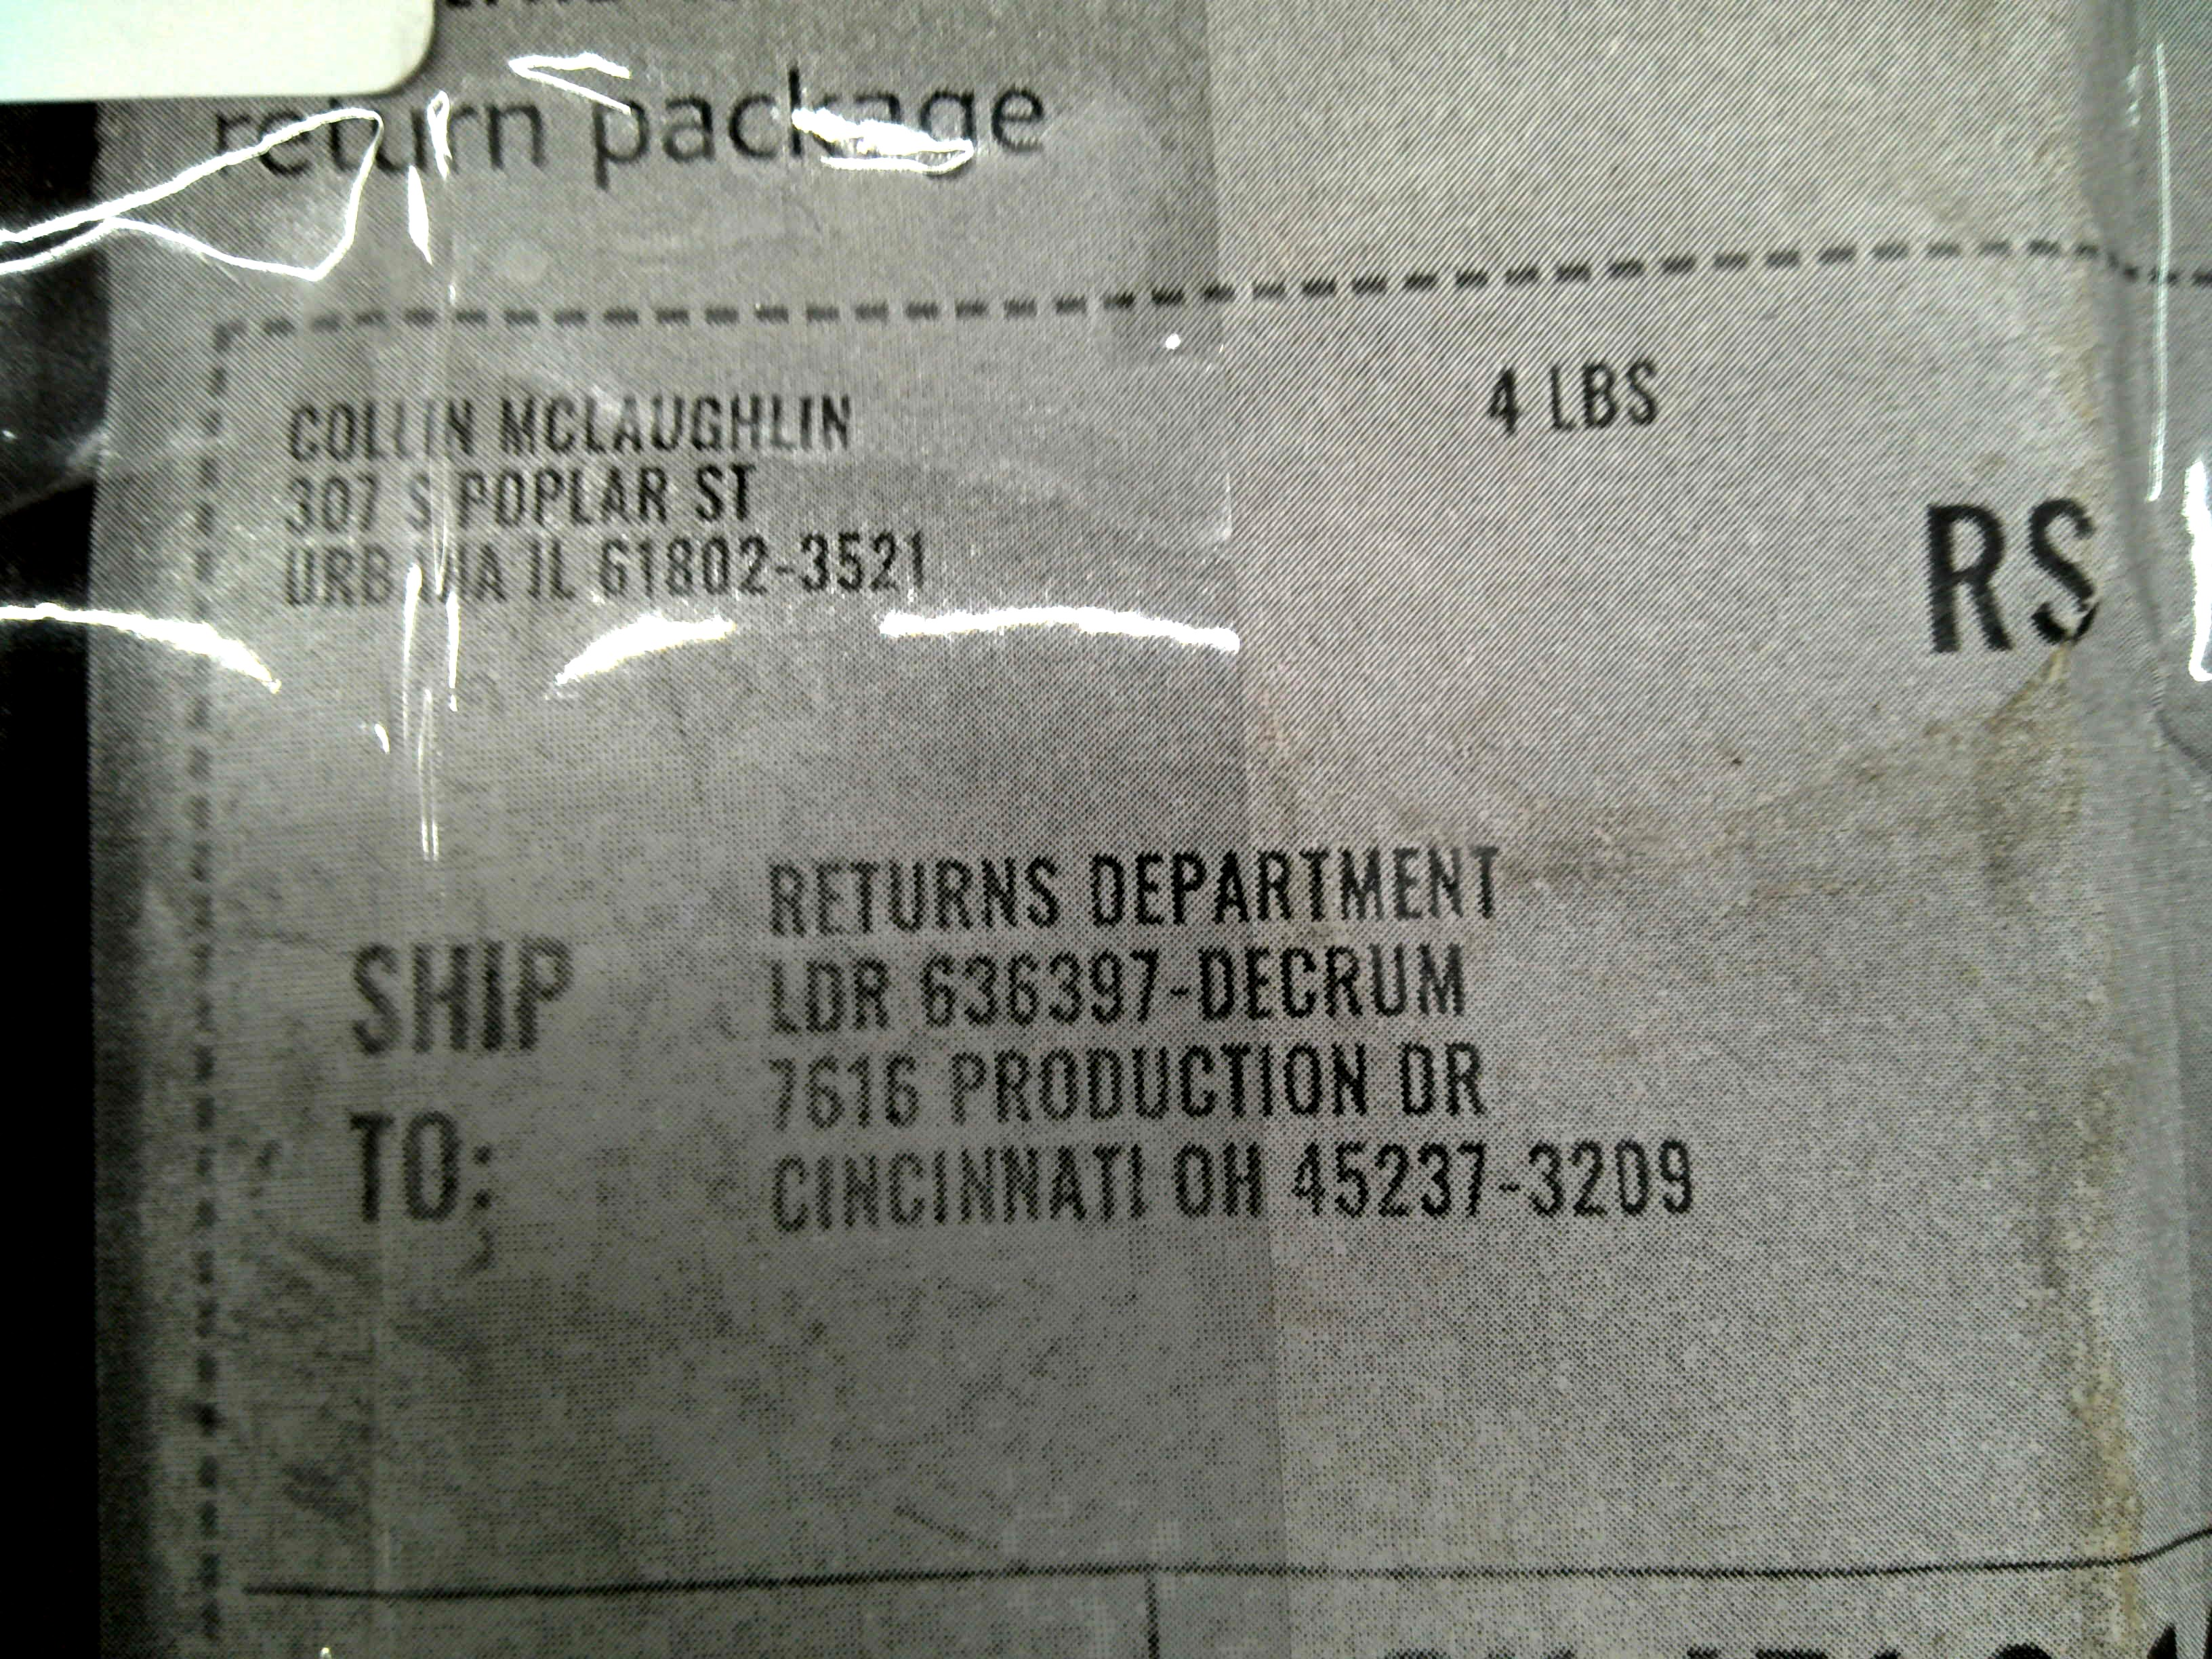 return package
COLLIN MCLAUGHLIN
4 LBS
307 S POPLAR ST
RS
URBANA IL 61802-3521
RETURNS DEPARTMENT
SHIP
LDR 636397-DECRUM
TO:
7616 PRODUCTION DR
CINCINNATI OH 45237-3209